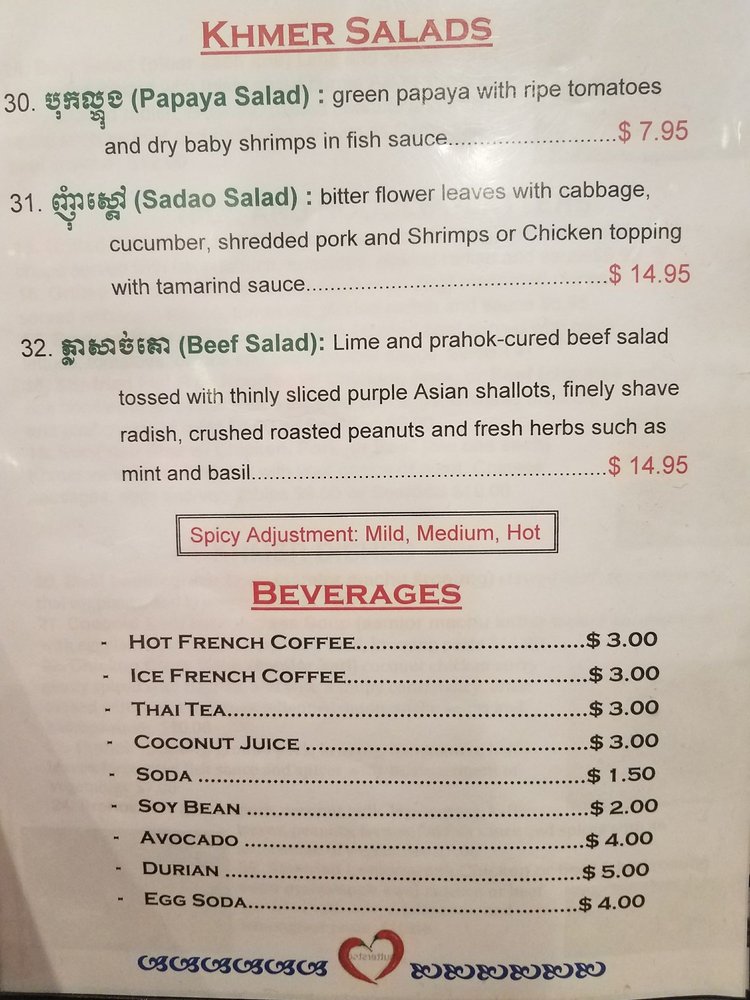 KHMER SALADS
30. បុកល្ហុង (Papaya Salad) : green papaya with ripe tomatoes
and dry baby shrimps in fish sauce............................$ 7.95
31. ញាំស្ដៅ (Sadao Salad) : bitter flower leaves with cabbage,
cucumber, shredded pork and Shrimps or Chicken topping
with tamarind sauce..................................................$ 14.95
32. ភ្លាសាច់គោ (Beef Salad): Lime and prahok-cured beef salad
tossed with thinly sliced purple Asian shallots, finely shave
radish, crushed roasted peanuts and fresh herbs such as
mint and basil...........................................................$ 14.95
Spicy Adjustment: Mild, Medium, Hot
BEVERAGES
- HOT FRENCH COFFEE....................................$ 3.00
- ICE FRENCH COFFEE......................................$ 3.00
- THAI TEA.........................................................$ 3.00
- COCONUT JUICE .............................................$ 3.00
- SODA ..............................................................$ 1.50
- SOY BEAN .......................................................$ 2.00
- AVOCADO .......................................................$ 4.00
- DURIAN ..........................................................$ 5.00
- EGG SODA.......................................................$ 4.00